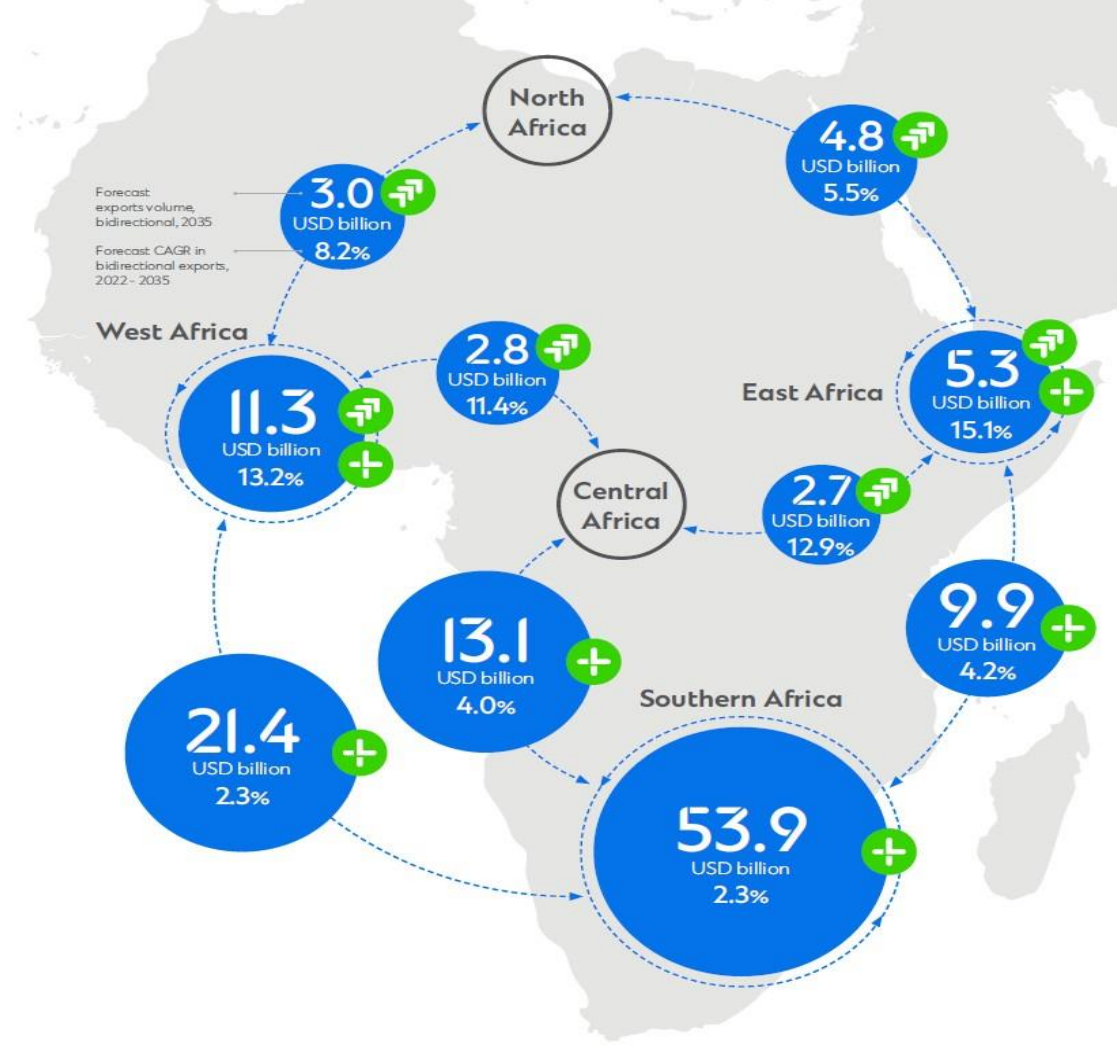 North
Africa
4.8
USD billion
5.5%
Forecast
exports volume,
bidirectional, 2035
3.0
USD billion
8.2%
Forecast CAGR in
bidirectional exports,
2022 - 2035
West Africa
2.8
USD billion
11.4%
East Africa
5.3
USD billion
15.1%
11.3
USD billion
13.2%
Central
Africa
2.7
USD billion
12.9%
9.9
USD billion
4.2%
13.1
USD billion
4.0%
Southern Africa
21.4
USD billion
2.3%
53.9
USD billion
2.3%